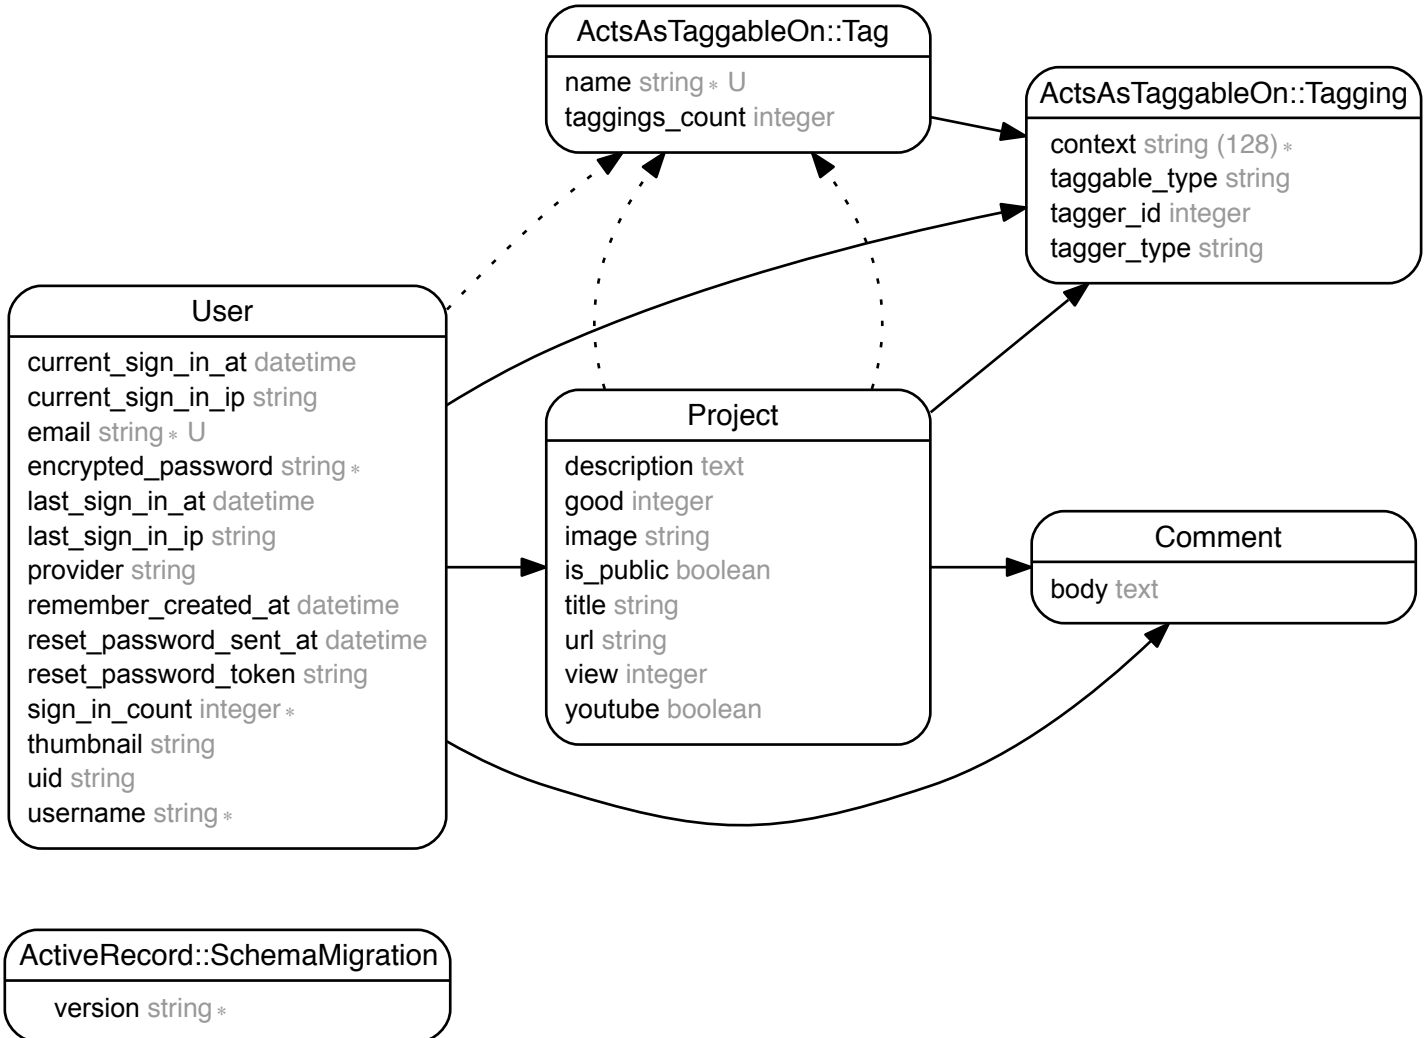 ActsAsTaggableOn::Tag
name string * U
taggings_count integer
ActsAsTaggableOn::Tagging
context string (128) *
taggable_type string
tagger_id integer
tagger_type string
User
current_sign_in_at datetime
current_sign_in_ip string
email string * U
encrypted_password string *
last_sign_in_at datetime
last_sign_in_ip string
provider string
remember_created_at datetime
reset_password_sent_at datetime
reset_password_token string
sign_in_count integer *
thumbnail string
uid string
username string *
Project
description text
good integer
image string
is_public boolean
title string
url string
view integer
youtube boolean
Comment
body text
ActiveRecord::SchemaMigration
version string *